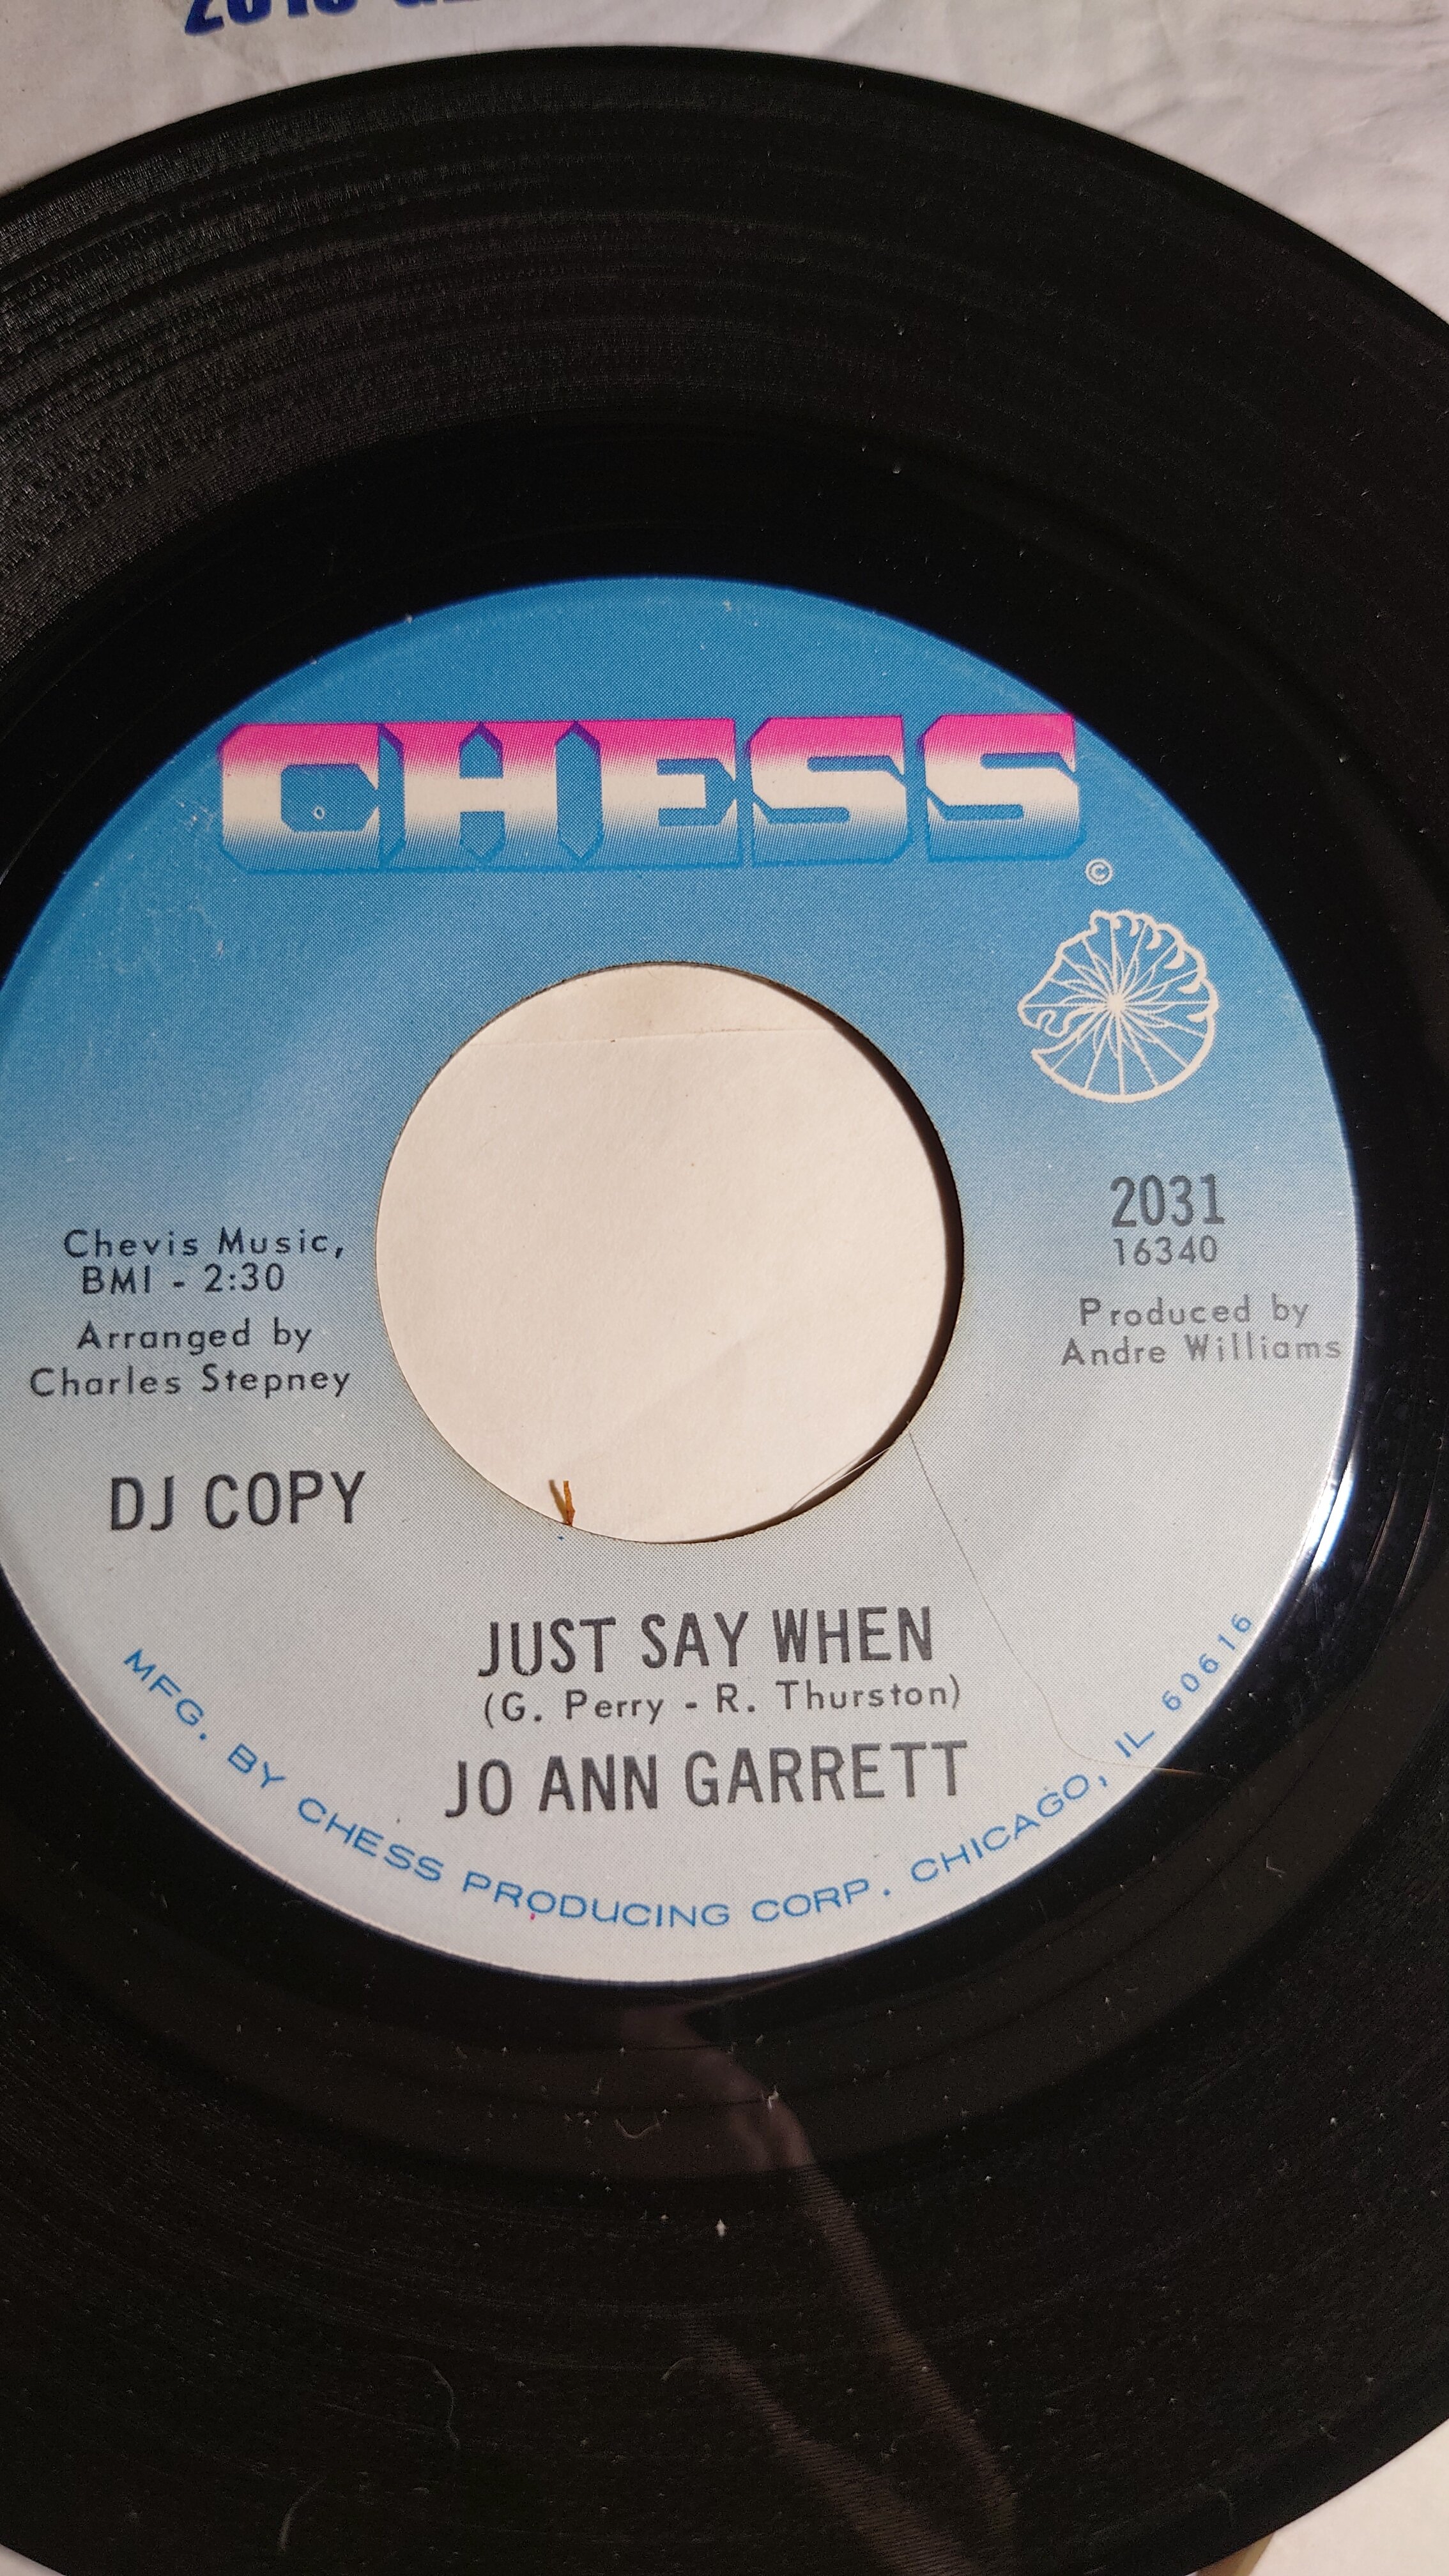 CHESS
©
2031
16340
Produced by
Andre Williams
Chevis Music,
BMI - 2:30
Arranged by
Charles Stepney
DJ COPY
JUST SAY WHEN
(G. Perry - R. Thurston)
JO ANN GARRETT
MFG. BY CHESS PRODUCING CORP. CHICAGO, IL 60616